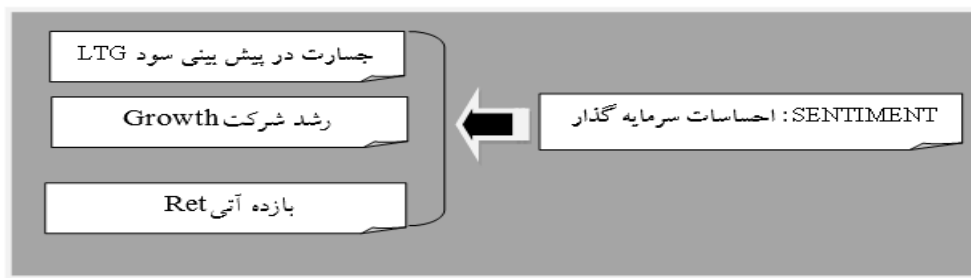 SENTIMENT: احساسات سرمایه گذار
جسارت در پیش بینی سود LTG
رشد شرکت Growth
بازده آتی Ret